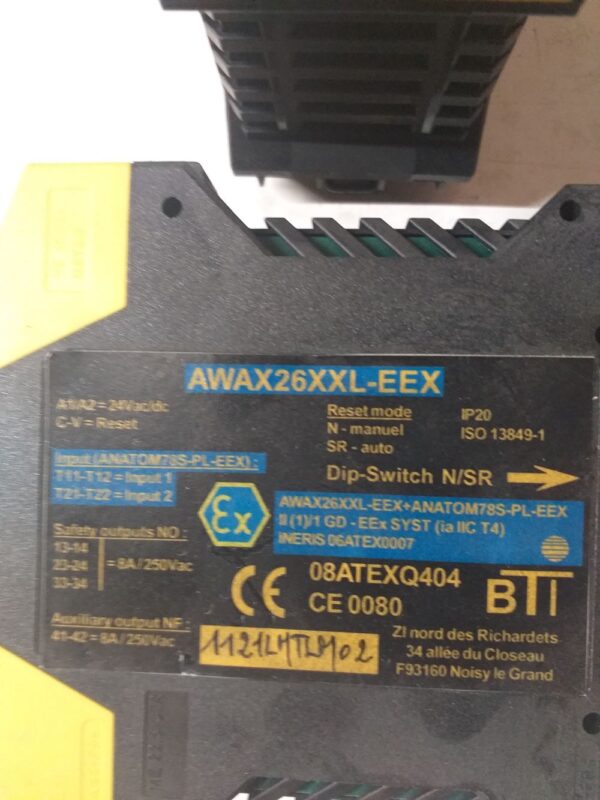 AWAX26XXL-EEX
A1/A2 = 24Vac/dc
C-V = Reset
Reset mode
N - manuel
SR - auto
IP20
ISO 13849-1
Dip-Switch N/SR
Input (ANATOM78S-PL-EEX) :
T11-T12 = Input 1
T21-T22 = Input 2
Ex
AWAX26XXL-EEX+ANATOM78S-PL-EEX
II (1)/1 GD - EEx SYST (ia IIC T4)
INERIS 06ATEX0007
Safety outputs NO :
13-14
23-24
33-34
= 8A / 250Vac
CE
08ATEXQ404
CE 0080
BTI
Auxiliary output NF :
41-42 = 8A / 250Vac
ZI nord des Richardets
34 allée du Closeau
F93160 Noisy le Grand